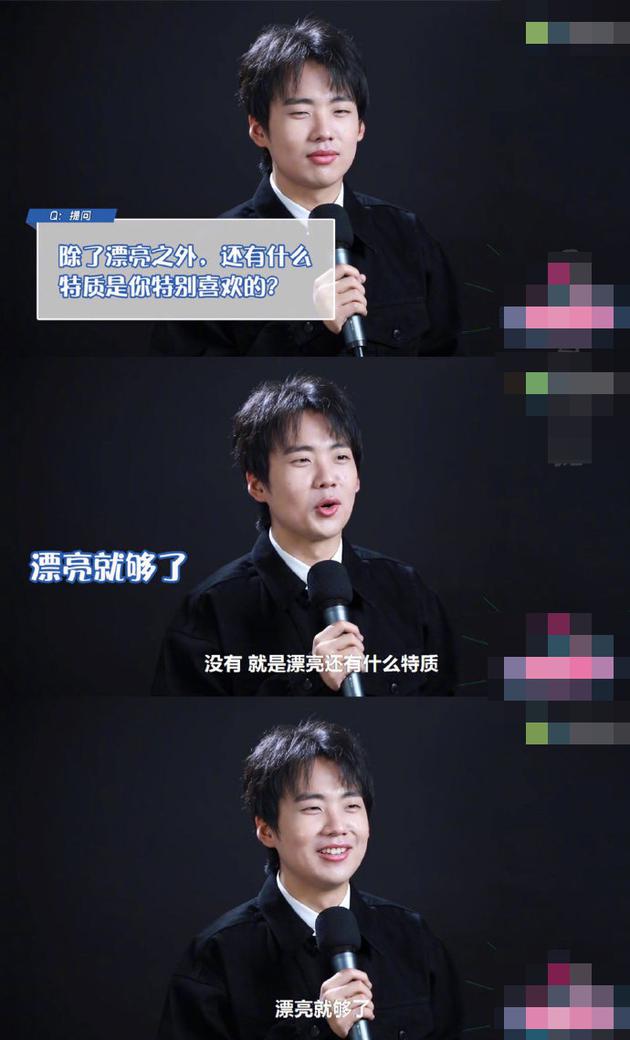 Q: 提问
除了漂亮之外，还有什么
特质是你特别喜欢的？
漂亮就够了
没有 就是漂亮还有什么特质
漂亮就够了